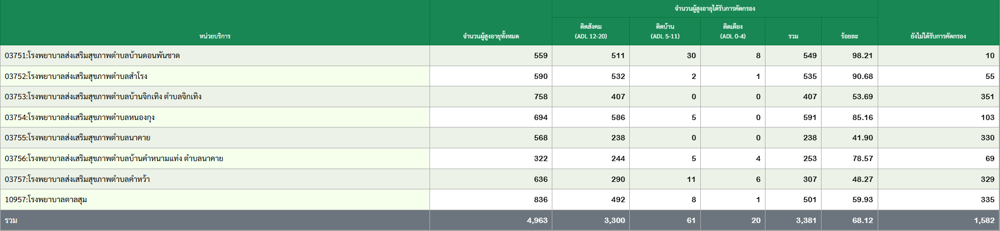 หน่วยบริการ จำนวนผู้สูงอายุทั้งหมด จำนวนผู้สูงอายุได้รับการคัดกรอง ยังไม่ได้รับการคัดกรอง
ติดสังคม (ADL 12-20) ติดบ้าน (ADL 5-11) ติดเตียง (ADL 0-4) รวม ร้อยละ
03751:โรงพยาบาลส่งเสริมสุขภาพตำบลบ้านดอนพันชาด 559 511 30 8 549 98.21 10
03752:โรงพยาบาลส่งเสริมสุขภาพตำบลสำโรง 590 532 2 1 535 90.68 55
03753:โรงพยาบาลส่งเสริมสุขภาพตำบลบ้านจิกเทิง ตำบลจิกเทิง 758 407 0 0 407 53.69 351
03754:โรงพยาบาลส่งเสริมสุขภาพตำบลหนองกุง 694 586 5 0 591 85.16 103
03755:โรงพยาบาลส่งเสริมสุขภาพตำบลนาคาย 568 238 0 0 238 41.90 330
03756:โรงพยาบาลส่งเสริมสุขภาพตำบลบ้านคำหนามแท่ง ตำบลนาคาย 322 244 5 4 253 78.57 69
03757:โรงพยาบาลส่งเสริมสุขภาพตำบลคำหว้า 636 290 11 6 307 48.27 329
10957:โรงพยาบาลตาลสุม 836 492 8 1 501 59.93 335
รวม 4,963 3,300 61 20 3,381 68.12 1,582